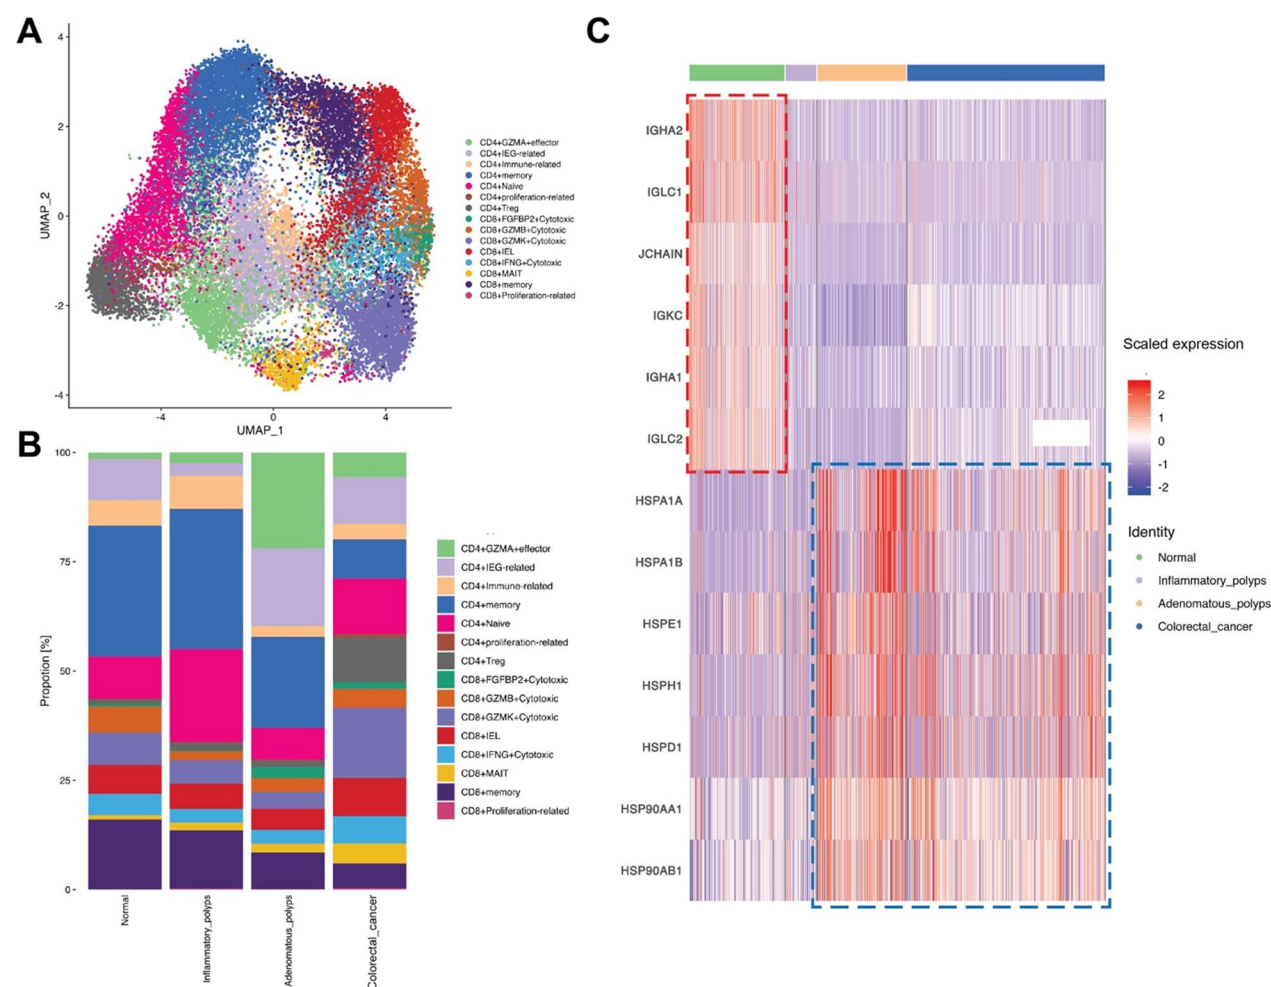 A
4
2
0
-2
-4
UMAP_2
-4
0
4
UMAP_1
CD4+GZMA+effector
CD4+IEG-related
CD4+Immune-related
CD4+memory
CD4+Naive
CD4+proliferation-related
CD4+Treg
CD8+FGFBP2+Cytotoxic
CD8+GZMB+Cytotoxic
CD8+GZMK+Cytotoxic
CD8+IEL
CD8+IFNG+Cytotoxic
CD8+MAIT
CD8+memory
CD8+Proliferation-related
B
100
75
50
25
0
Propotion [%]
Normal
Inflammatory_polyps
Adenomatous_polyps
Colorectal_cancer
CD4+GZMA+effector
CD4+IEG-related
CD4+Immune-related
CD4+memory
CD4+Naive
CD4+proliferation-related
CD4+Treg
CD8+FGFBP2+Cytotoxic
CD8+GZMB+Cytotoxic
CD8+GZMK+Cytotoxic
CD8+IEL
CD8+IFNG+Cytotoxic
CD8+MAIT
CD8+memory
CD8+Proliferation-related
C
IGHA2
IGLC1
JCHAIN
IGKC
IGHA1
IGLC2
HSPA1A
HSPA1B
HSPE1
HSPH1
HSPD1
HSP90AA1
HSP90AB1
Scaled expression
2
1
0
-1
-2
Identity
Normal
Inflammatory_polyps
Adenomatous_polyps
Colorectal_cancer